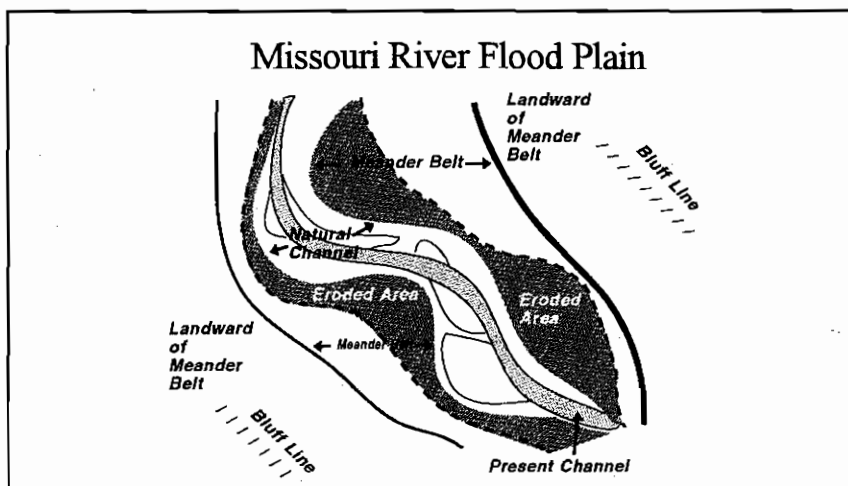 Missouri River Flood Plain
Landward
of
Meander
Belt
Bluff Line
Meander Belt
Natural
Channel
Eroded Area
Eroded
Area
Landward
of
Meander
Belt
Meander
Bluff Line
Present Channel